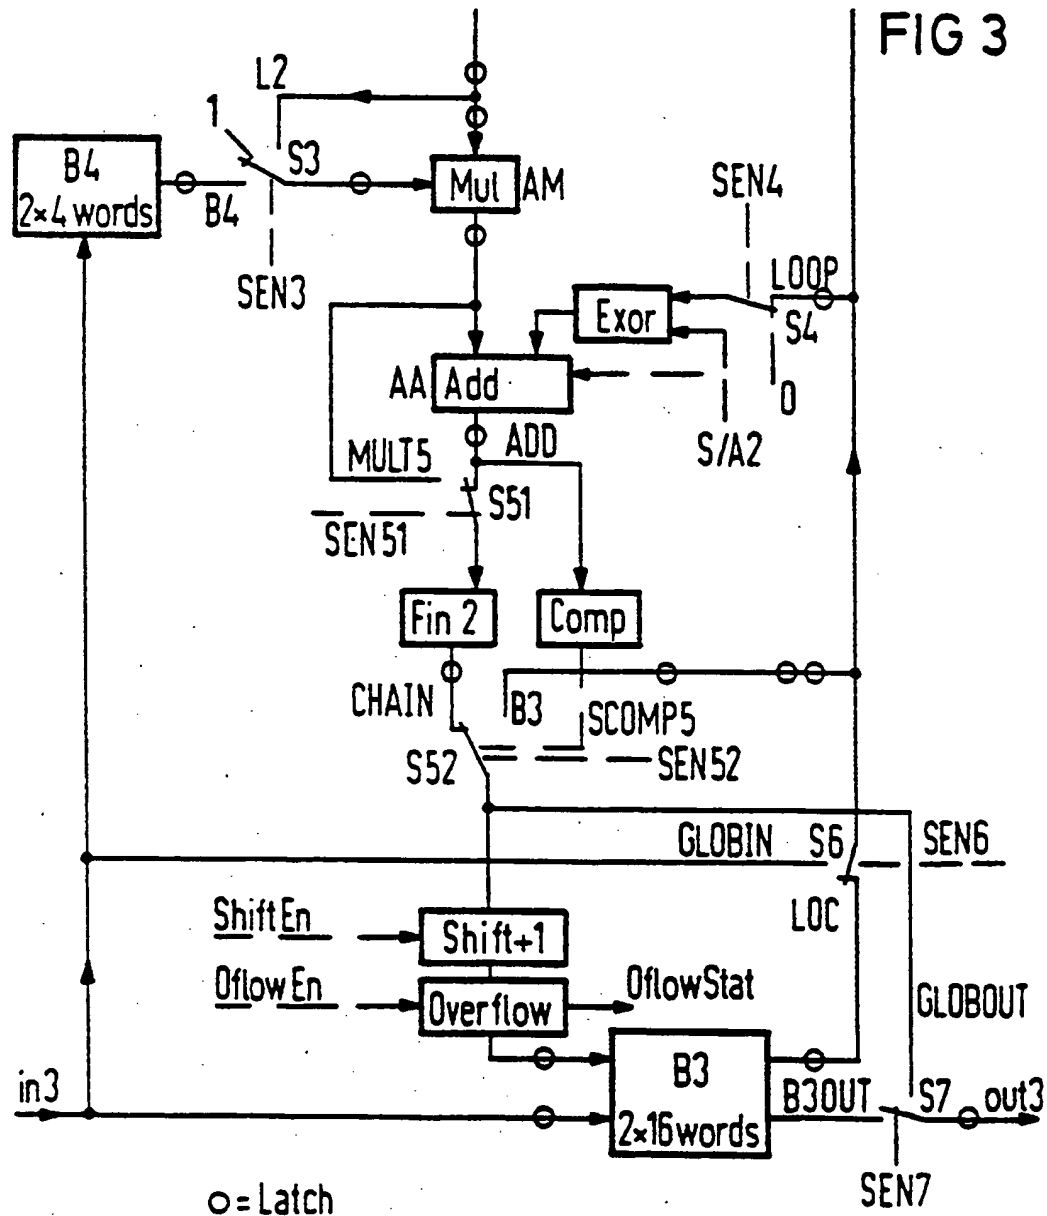 FIG 3
L2
1
S3
B4
2×4 words
B4
Mul
AM
SEN4
SEN3
LOOP
Exor
S4
AA
Add
0
ADD
S/A2
MULT5
S51
SEN51
Fin 2
Comp
CHAIN
B3
SCOMP5
S52
SEN52
GLOBIN
S6
SEN6
LOC
ShiftEn
Shift+1
OflowEn
Overflow
OflowStat
GLOBOUT
in3
B3
2×16words
B3OUT
S7
out3
SEN7
o=Latch